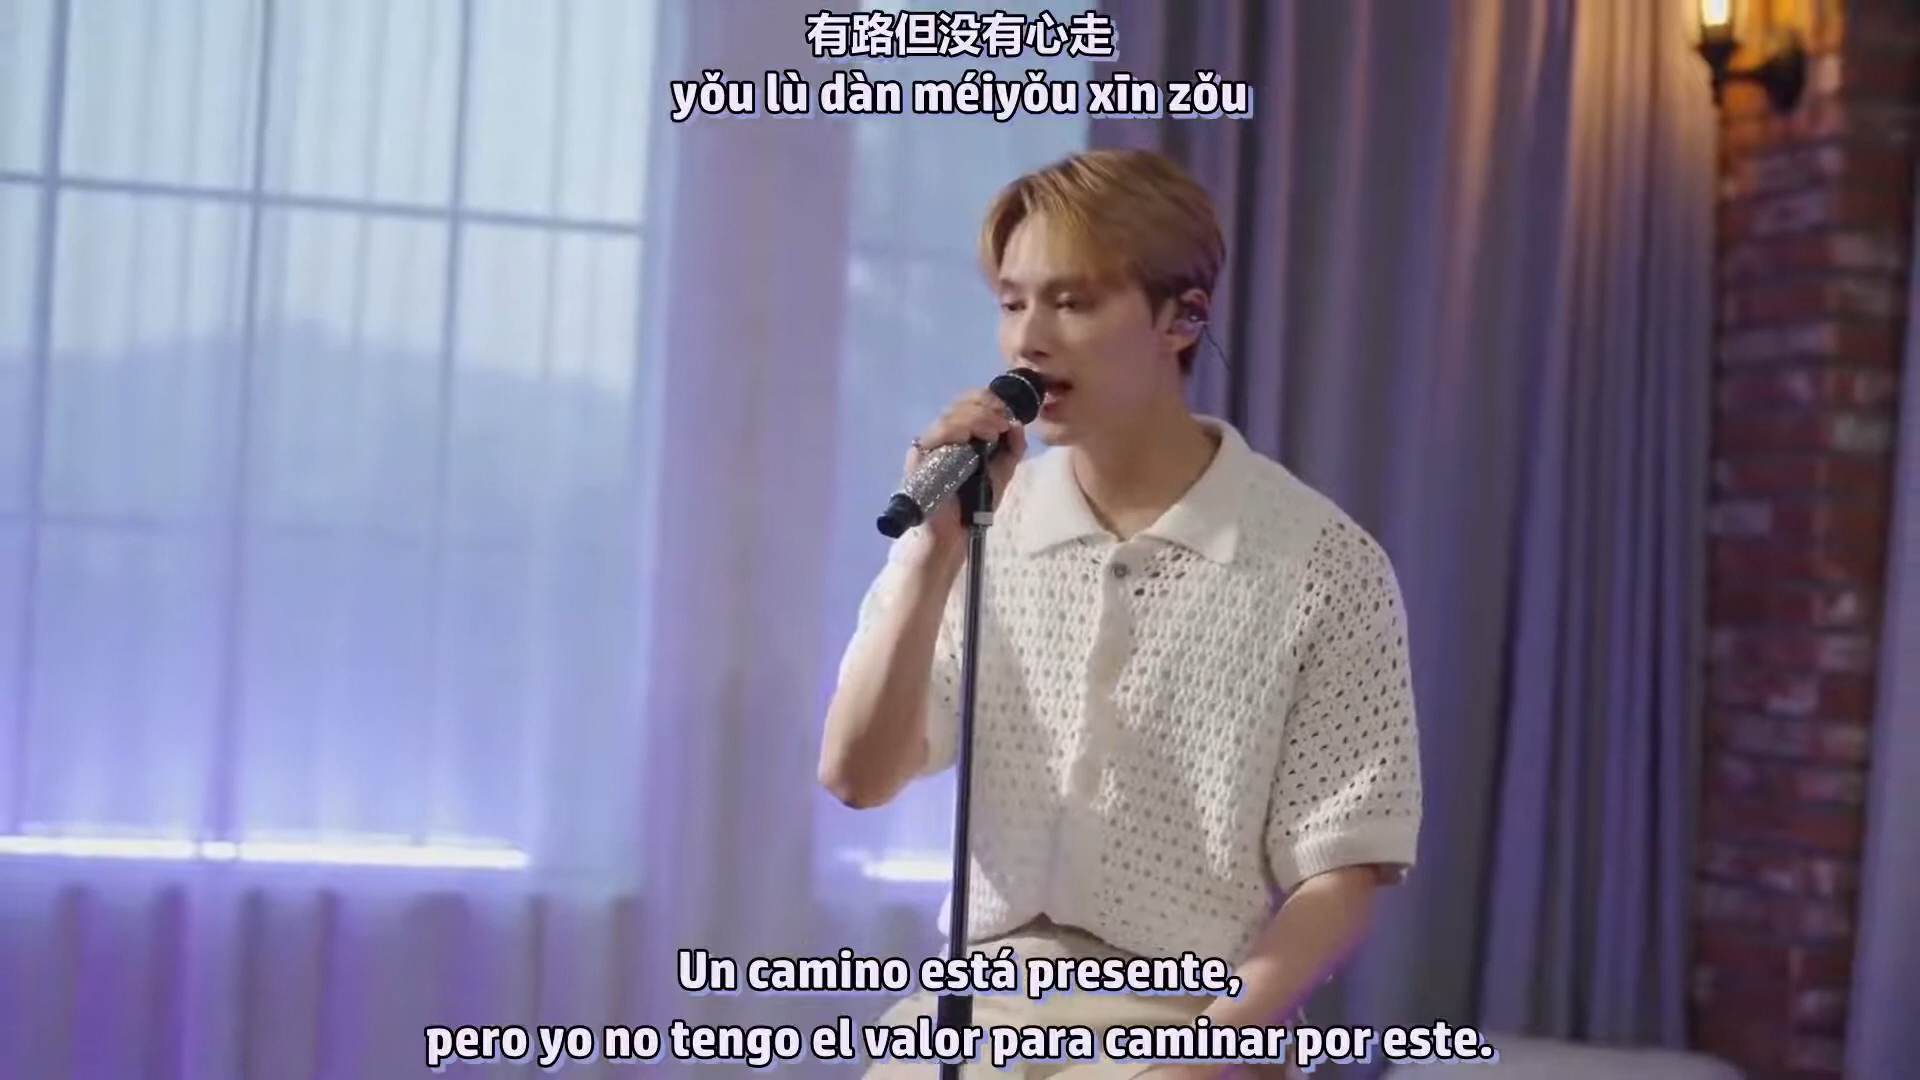 有路但没有心走
yǒu lù dàn méiyǒu xīn zǒu
Un camino está presente,
pero yo no tengo el valor para caminar por este.